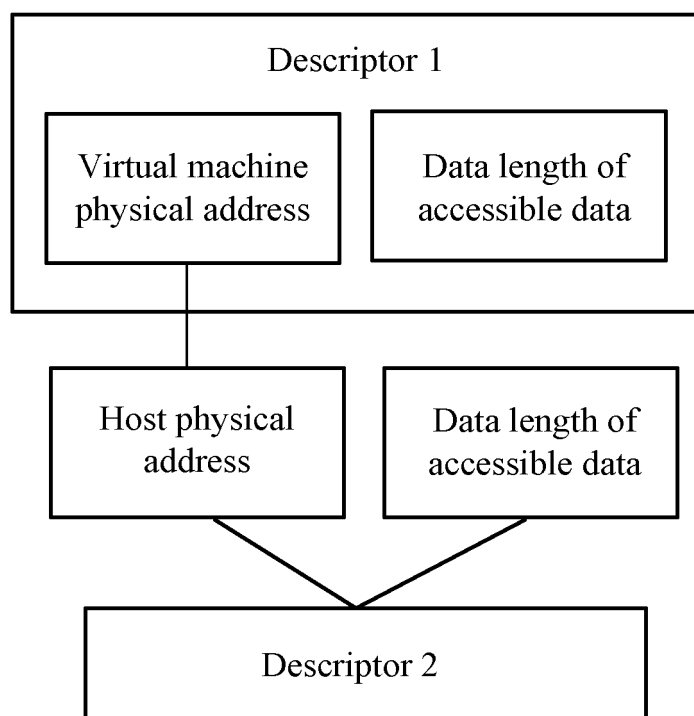 Descriptor 1
Virtual machine
physical address
Data length of
accessible data
Host physical
address
Data length of
accessible data
Descriptor 2